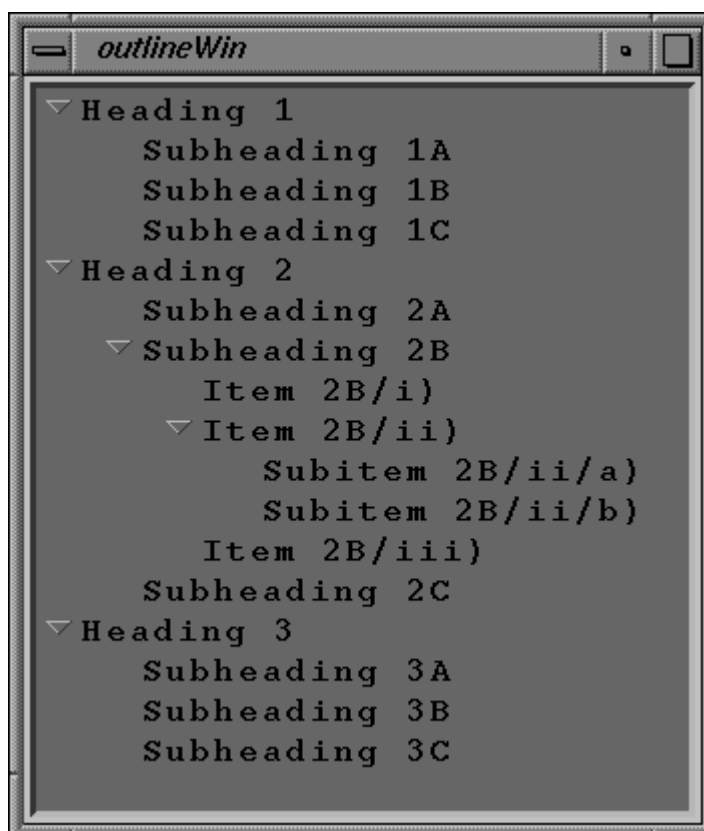 outlineWin
Heading 1
Subheading 1A
Subheading 1B
Subheading 1C
Heading 2
Subheading 2A
Subheading 2B
Item 2B/i)
Item 2B/ii)
Subitem 2B/ii/a)
Subitem 2B/ii/b)
Item 2B/iii)
Subheading 2C
Heading 3
Subheading 3A
Subheading 3B
Subheading 3C